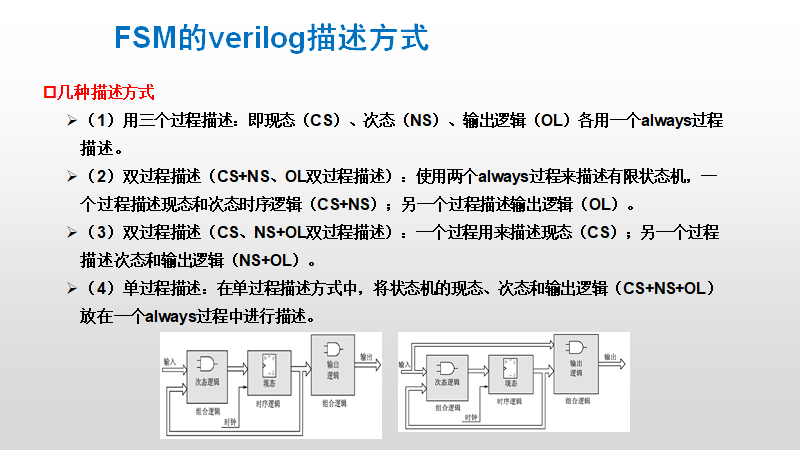 FSM的verilog描述方式
几种描述方式
（1）用三个过程描述：即现态（CS）、次态（NS）、输出逻辑（OL）各用一个always过程
描述。
（2）双过程描述（CS+NS、OL双过程描述）：使用两个always过程来描述有限状态机，一
个过程描述现态和次态时序逻辑（CS+NS）；另一个过程描述输出逻辑（OL）。
（3）双过程描述（CS、NS+OL双过程描述）：一个过程用来描述现态（CS）；另一个过程
描述次态和输出逻辑（NS+OL）。
（4）单过程描述：在单过程描述方式中，将状态机的现态、次态和输出逻辑（CS+NS+OL）
放在一个always过程中进行描述。
输入
次态逻辑
组合逻辑
现态
时序逻辑
时钟
输出
逻辑
组合逻辑
输出
输入
次态逻辑
组合逻辑
现态
时序逻辑
时钟
输出
逻辑
组合逻辑
输出